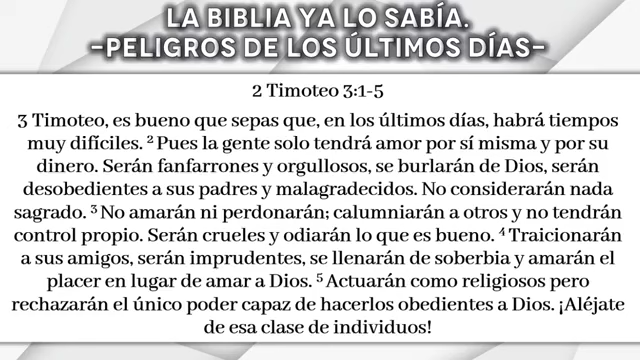 LA BIBLIA YA LO SABÍA.
-PELIGROS DE LOS ÚLTIMOS DÍAS-
2 Timoteo 3:1-5
3 Timoteo, es bueno que sepas que, en los últimos días, habrá tiempos
muy difíciles. ² Pues la gente solo tendrá amor por sí misma y por su
dinero. Serán fanfarrones y orgullosos, se burlarán de Dios, serán
desobedientes a sus padres y malagradecidos. No considerarán nada
sagrado. ³ No amarán ni perdonarán; calumniarán a otros y no tendrán
control propio. Serán crueles y odiarán lo que es bueno. ⁴ Traicionarán
a sus amigos, serán imprudentes, se llenarán de soberbia y amarán el
placer en lugar de amar a Dios. ⁵ Actuarán como religiosos pero
rechazarán el único poder capaz de hacerlos obedientes a Dios. ¡Aléjate
de esa clase de individuos!